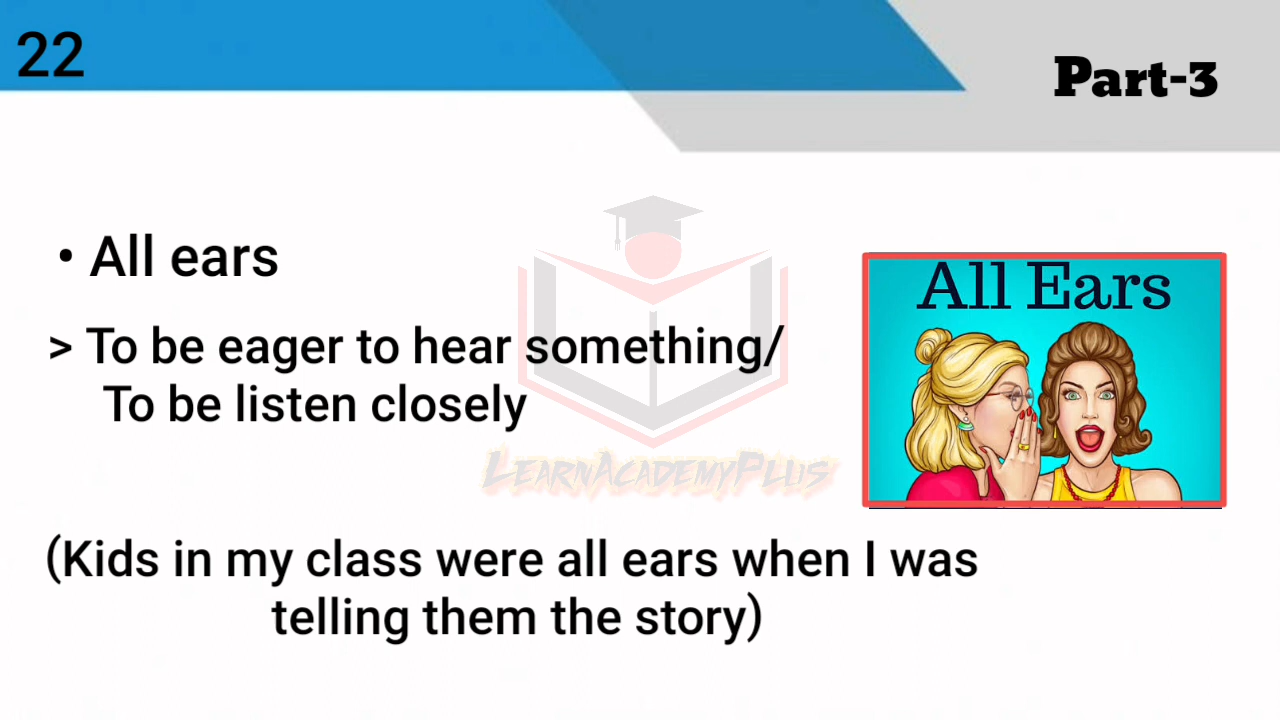 22
Part-3
• All ears
> To be eager to hear something/
To be listen closely
All Ears
LearnAcademyPlus
(Kids in my class were all ears when I was
telling them the story)